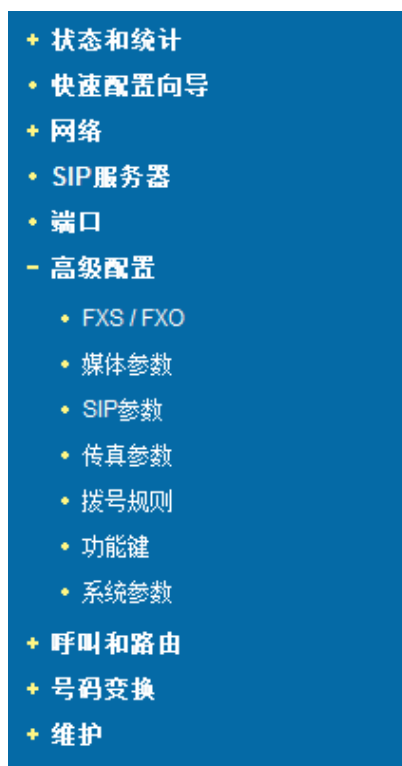 + 状态和统计
• 快速配置向导
+ 网络
• SIP服务器
• 端口
− 高级配置
• FXS / FXO
• 媒体参数
• SIP参数
• 传真参数
• 拨号规则
• 功能键
• 系统参数
+ 呼叫和路由
+ 号码变换
+ 维护